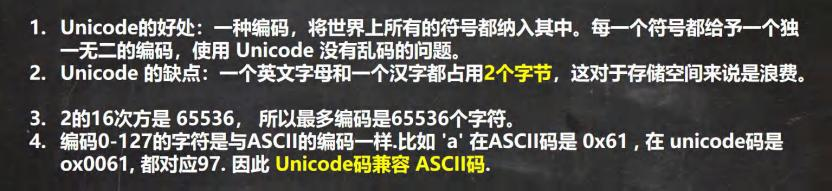 1. Unicode的好处：一种编码，将世界上所有的符号都纳入其中。每一个符号都给予一个独
一无二的编码，使用 Unicode 没有乱码的问题。
2. Unicode 的缺点：一个英文字母和一个汉字都占用2个字节，这对于存储空间来说是浪费。
3. 2的16次方是 65536， 所以最多编码是65536个字符。
4. 编码0-127的字符是与ASCII的编码一样.比如 'a' 在ASCII码是 0x61 , 在 unicode码是
ox0061, 都对应97. 因此 Unicode码兼容 ASCII码.